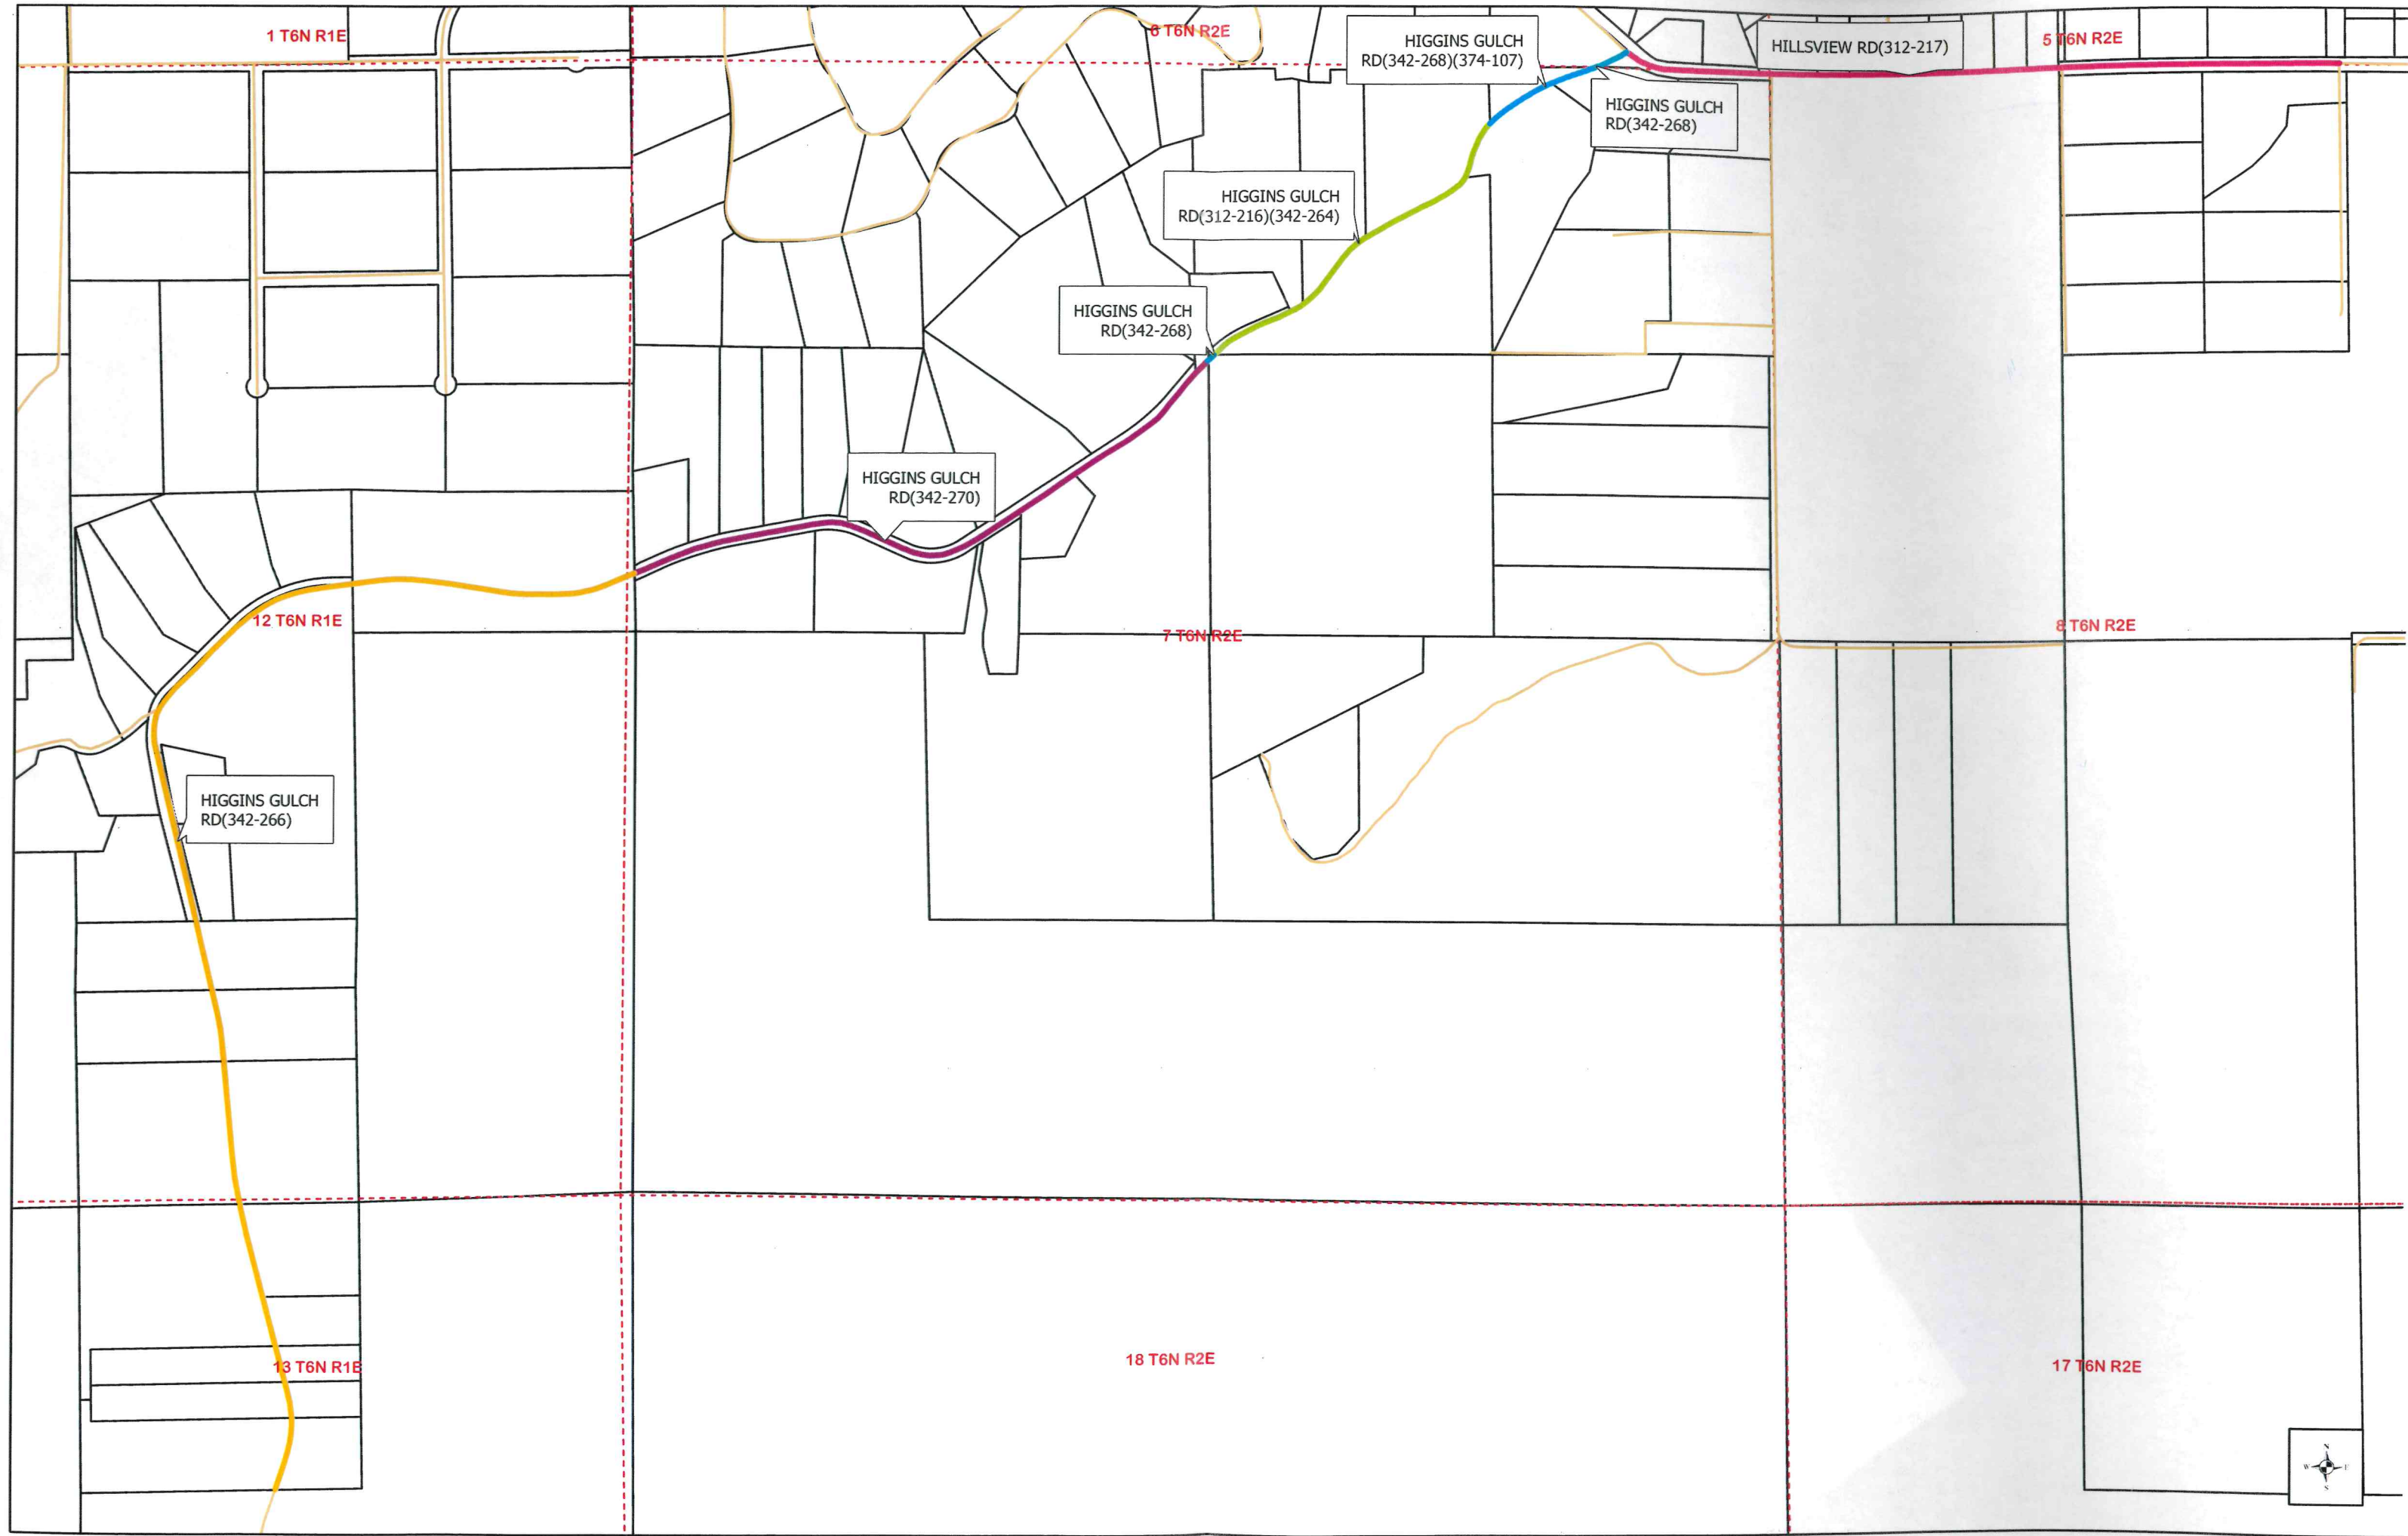 1 T6N R1E
6 T6N R2E
HIGGINS GULCH
RD(342-268)(374-107)
HILLSVIEW RD(312-217)
5 T6N R2E
HIGGINS GULCH
RD(342-268)
HIGGINS GULCH
RD(312-216)(342-264)
HIGGINS GULCH
RD(342-268)
HIGGINS GULCH
RD(342-270)
12 T6N R1E
7 T6N R2E
8 T6N R2E
HIGGINS GULCH
RD(342-266)
13 T6N R1E
18 T6N R2E
17 T6N R2E
N
W E
S